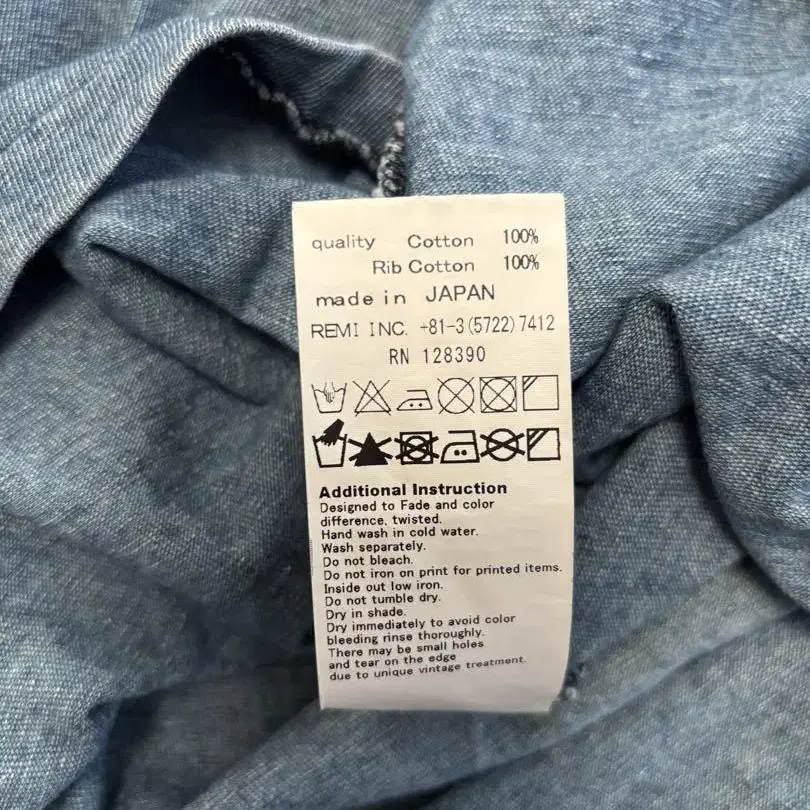 quality Cotton 100%
Rib Cotton 100%
made in JAPAN
REMI INC. +81-3(5722)7412
RN 128390
Additional Instruction
Designed to Fade and color
difference, twisted.
Hand wash in cold water.
Wash separately.
Do not bleach.
Do not iron on print for printed items.
Inside out low iron.
Do not tumble dry.
Dry in shade.
Dry immediately to avoid color
bleeding rinse thoroughly.
There may be small holes
and tear on the edge
due to unique vintage treatment.